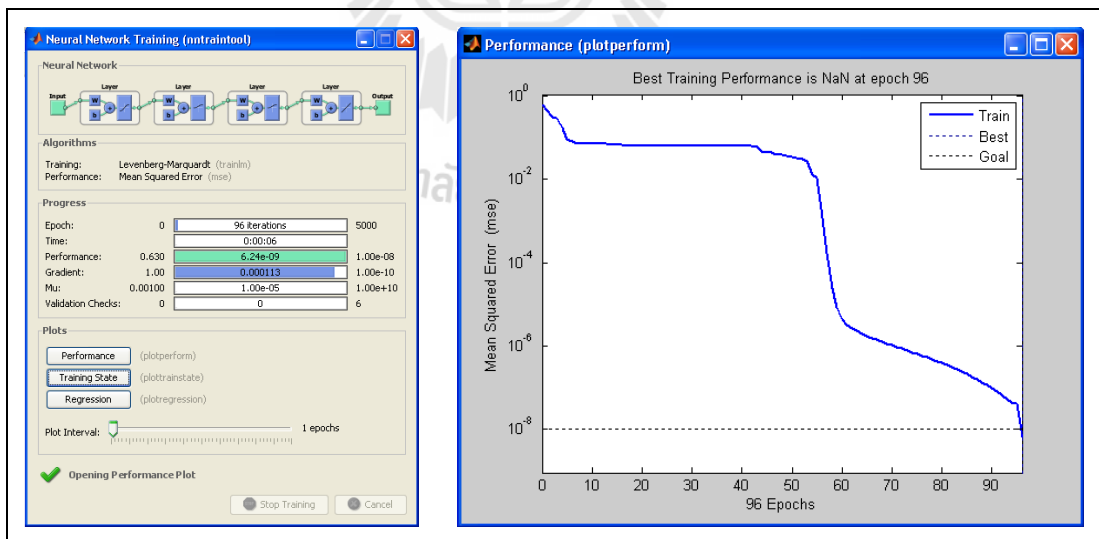 Neural Network Training (nntraintool)
Neural Network
Layer Layer Layer Layer
Input Output
W W W W
b b b b
Algorithms
Training: Levenberg-Marquardt (trainlm)
Performance: Mean Squared Error (mse)
Progress
Epoch: 0 96 iterations 5000
Time: 0:00:06
Performance: 0.630 6.24e-09 1.00e-08
Gradient: 1.00 0.000113 1.00e-10
Mu: 0.00100 1.00e-05 1.00e+10
Validation Checks: 0 0 6
Plots
Performance (plotperform)
Training State (plottrainstate)
Regression (plotregression)
Plot Interval: 1 epochs
Opening Performance Plot
Stop Training Cancel
Performance (plotperform)
Best Training Performance is NaN at epoch 96
Train
Best
Goal
Mean Squared Error (mse)
10^0
10^-2
10^-4
10^-6
10^-8
0 10 20 30 40 50 60 70 80 90
96 Epochs